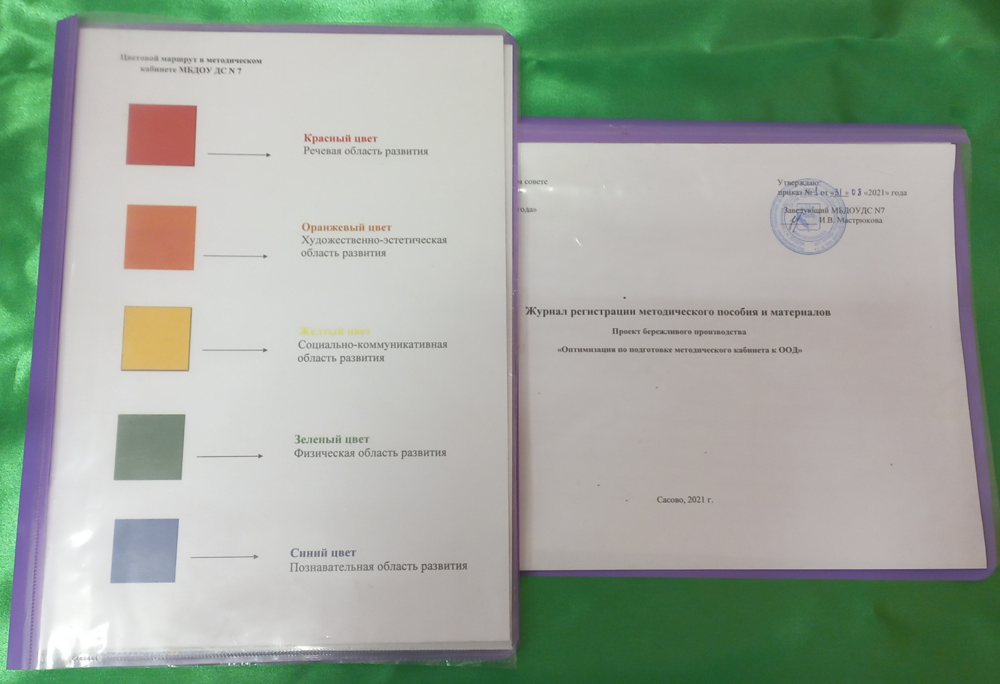 Цветовой маршрут в методическом
кабинете МБДОУ ДС N 7
Красный цвет
Речевая область развития
Оранжевый цвет
Художественно-эстетическая
область развития
Желтый цвет
Социально-коммуникативная
область развития
Зеленый цвет
Физическая область развития
Синий цвет
Познавательная область развития
м совете
года»
Утверждаю:
приказ № 1 от «31» 08 «2021» года
Заведующий МБДОУДС N7
И.В. Мастрюкова
Журнал регистрации методического пособия и материалов
Проект бережливого производства
«Оптимизация по подготовке методического кабинета к ООД»
Сасово, 2021 г.